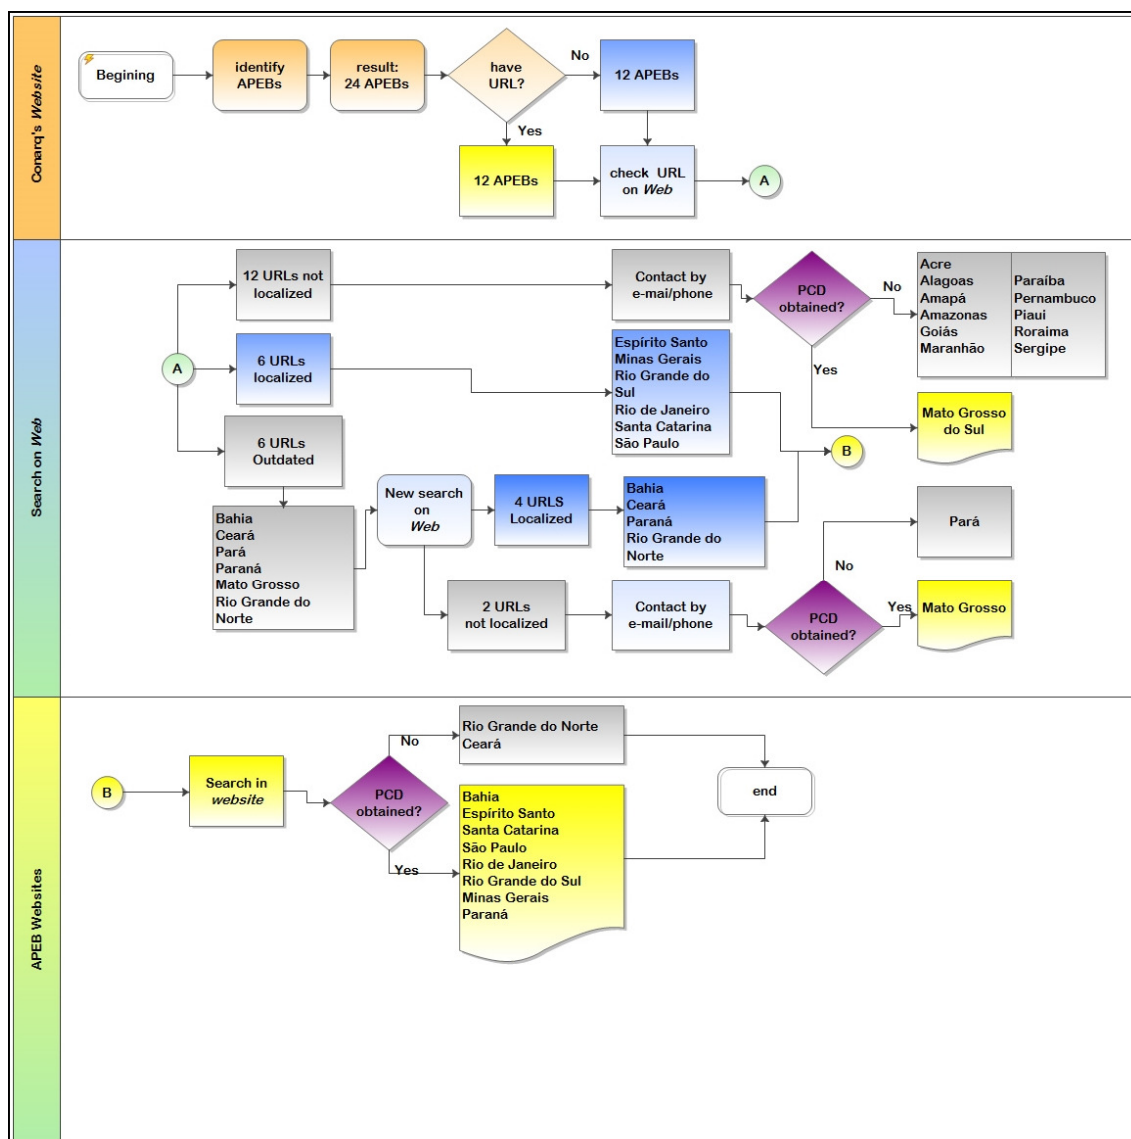 Conarq's Website
Begining
identify
APEBs
result:
24 APEBs
have
URL?
No
12 APEBs
Yes
12 APEBs
check URL
on Web
A
Search on Web
A
12 URLs not
localized
Contact by
e-mai/phone
PCD
obtained?
No
Acre
Alagoas
Amapá
Amazonas
Goiás
Maranhão
Paraíba
Pernambuco
Piaui
Roraima
Sergipe
Yes
Mato Grosso
do Sul
6 URLs
localized
Espírito Santo
Minas Gerais
Rio Grande do
Sul
Rio de Janeiro
Santa Catarina
São Paulo
B
6 URLs
Outdated
Bahia
Ceará
Pará
Paraná
Mato Grosso
Rio Grande do
Norte
New search
on
Web
4 URLS
Localized
Bahia
Ceará
Paraná
Rio Grande do
Norte
2 URLs
not localized
Contact by
e-mail/phone
PCD
obtained?
No
Pará
Yes
Mato Grosso
APEB Websites
B
Search in
website
PCD
obtained?
No
Rio Grande do Norte
Ceará
Yes
Bahia
Espírito Santo
Santa Catarina
São Paulo
Rio de Janeiro
Rio Grande do Sul
Minas Gerais
Paraná
end